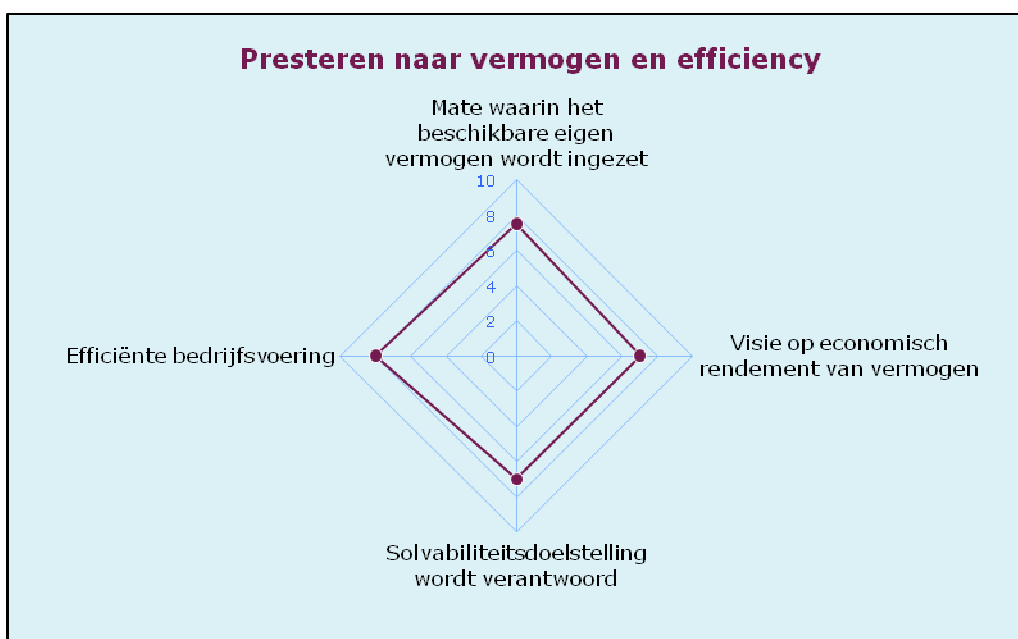 Presteren naar vermogen en efficiency
Mate waarin het
beschikbare eigen
vermogen wordt ingezet
10
8
6
4
2
0
Efficiënte bedrijfsvoering
Visie op economisch
rendement van vermogen
Solvabiliteitsdoelstelling
wordt verantwoord